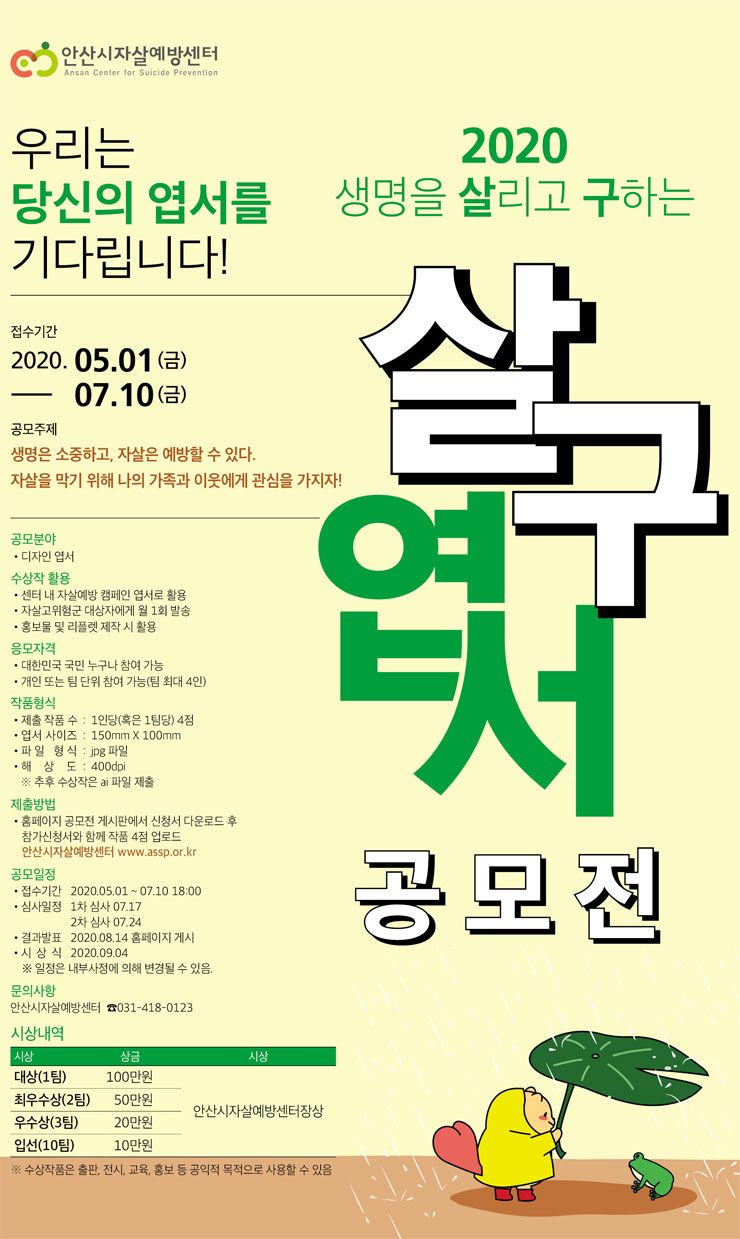 안산시자살예방센터
Ansan Center for Suicide Prevention
우리는
당신의 엽서를
기다립니다!
2020
생명을 살리고 구하는
살구
엽서
공모전
접수기간
2020. 05.01 (금)
— 07.10 (금)
공모주제
생명은 소중하고, 자살은 예방할 수 있다.
자살을 막기 위해 나의 가족과 이웃에게 관심을 가지자!
공모분야
• 디자인 엽서
수상작 활용
• 센터 내 자살예방 캠페인 엽서로 활용
• 자살고위험군 대상자에게 월 1회 발송
• 홍보물 및 리플렛 제작 시 활용
응모자격
• 대한민국 국민 누구나 참여 가능
• 개인 또는 팀 단위 참여 가능(팀 최대 4인)
작품형식
• 제출 작품 수 : 1인당(혹은 1팀당) 4점
• 엽서 사이즈 : 150mm X 100mm
• 파일 형식 : jpg 파일
• 해 상 도 : 400dpi
※ 추후 수상작은 ai 파일 제출
제출방법
• 홈페이지 공모전 게시판에서 신청서 다운로드 후
참가신청서와 함께 작품 4점 업로드
안산시자살예방센터 www.assp.or.kr
공모일정
• 접수기간 2020.05.01 ~ 07.10 18:00
• 심사일정 1차 심사 07.17
2차 심사 07.24
• 결과발표 2020.08.14 홈페이지 게시
• 시 상 식 2020.09.04
※ 일정은 내부사정에 의해 변경될 수 있음.
문의사항
안산시자살예방센터 ☎031-418-0123
시상내역
시상 상금 시상
대상(1팀) 100만원
최우수상(2팀) 50만원
안산시자살예방센터장상
우수상(3팀) 20만원
입선(10팀) 10만원
※ 수상작품은 출판, 전시, 교육, 홍보 등 공익적 목적으로 사용할 수 있음